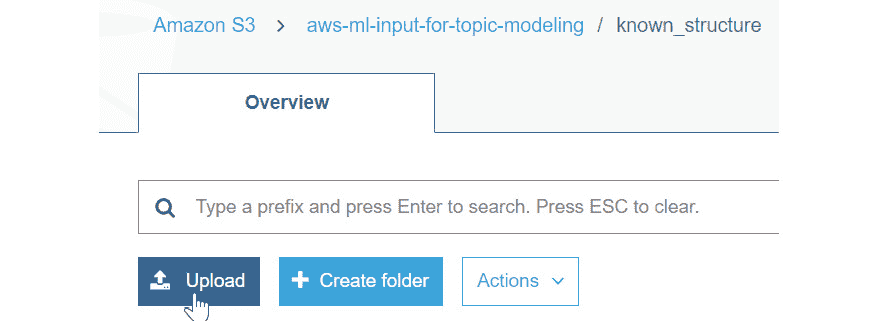 Amazon S3 > aws-ml-input-for-topic-modeling / known_structure
Overview
Type a prefix and press Enter to search. Press ESC to clear.
Upload + Create folder Actions